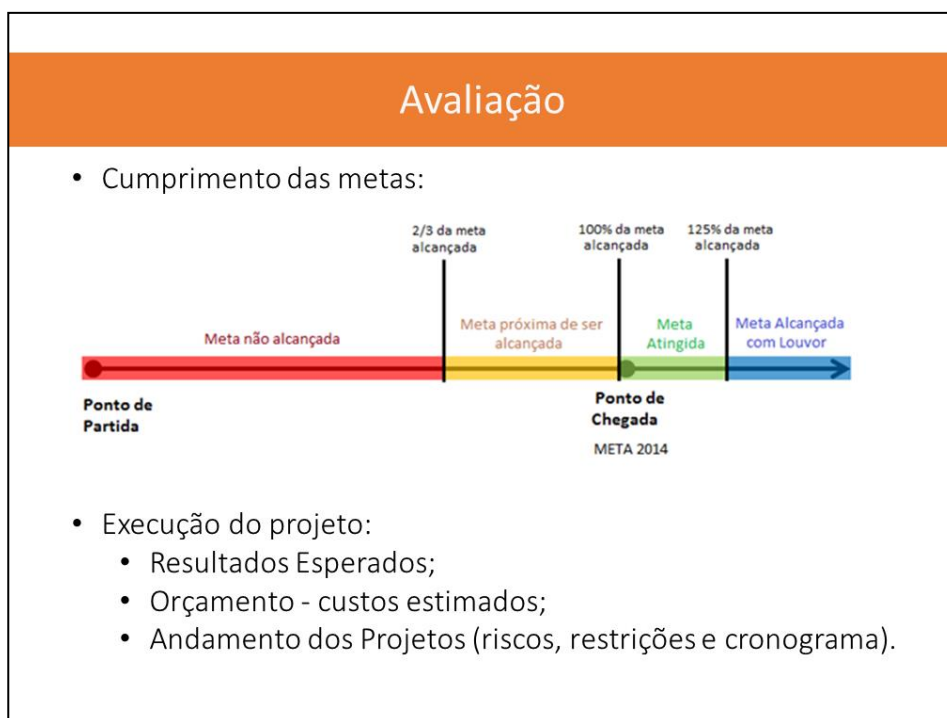 Avaliação
• Cumprimento das metas:
2/3 da meta
alcançada
100% da meta
alcançada
125% da meta
alcançada
Meta não alcançada
Meta próxima de ser
alcançada
Meta
Atingida
Meta Alcançada
com Louvor
Ponto de
Partida
Ponto de
Chegada
META 2014
• Execução do projeto:
• Resultados Esperados;
• Orçamento - custos estimados;
• Andamento dos Projetos (riscos, restrições e cronograma).